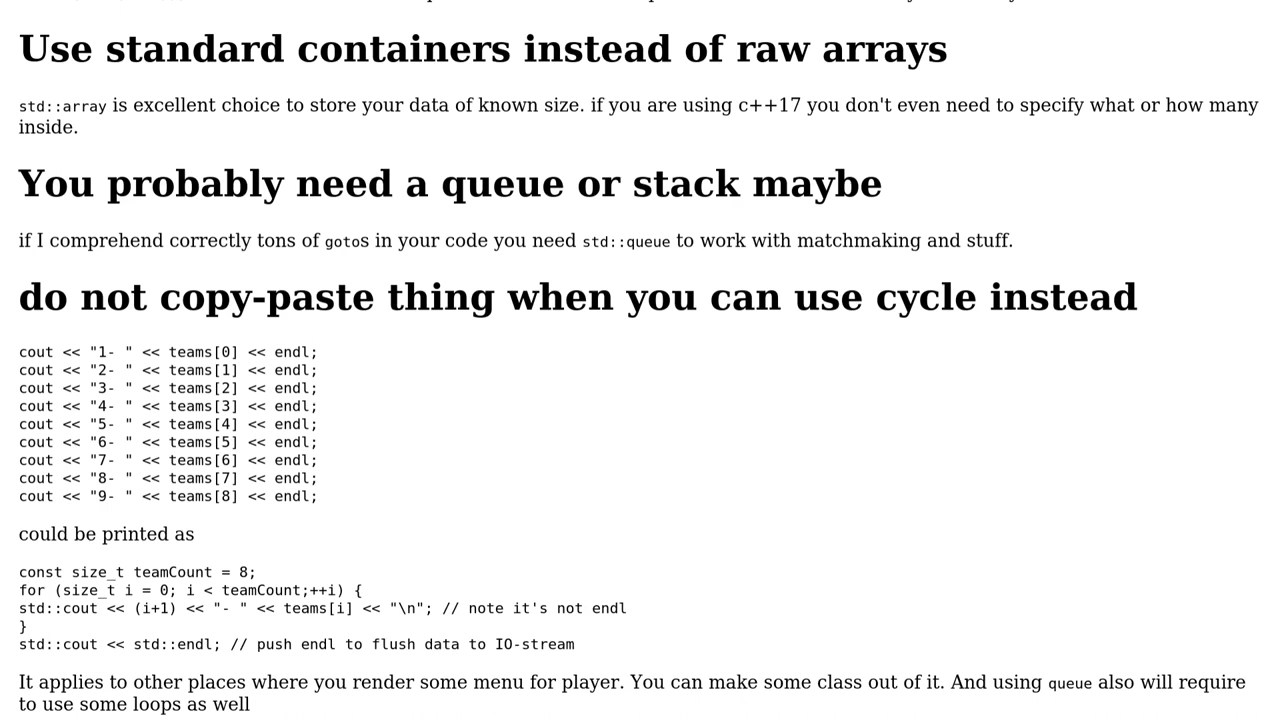 Use standard containers instead of raw arrays
std::array is excellent choice to store your data of known size. if you are using c++17 you don't even need to specify what or how many
inside.
You probably need a queue or stack maybe
if I comprehend correctly tons of gotos in your code you need std::queue to work with matchmaking and stuff.
do not copy-paste thing when you can use cycle instead
cout << "1- " << teams[0] << endl;
cout << "2- " << teams[1] << endl;
cout << "3- " << teams[2] << endl;
cout << "4- " << teams[3] << endl;
cout << "5- " << teams[4] << endl;
cout << "6- " << teams[5] << endl;
cout << "7- " << teams[6] << endl;
cout << "8- " << teams[7] << endl;
cout << "9- " << teams[8] << endl;
could be printed as
const size_t teamCount = 8;
for (size_t i = 0; i < teamCount;++i) {
std::cout << (i+1) << "- " << teams[i] << "\n"; // note it's not endl
}
std::cout << std::endl; // push endl to flush data to IO-stream
It applies to other places where you render some menu for player. You can make some class out of it. And using queue also will require
to use some loops as well